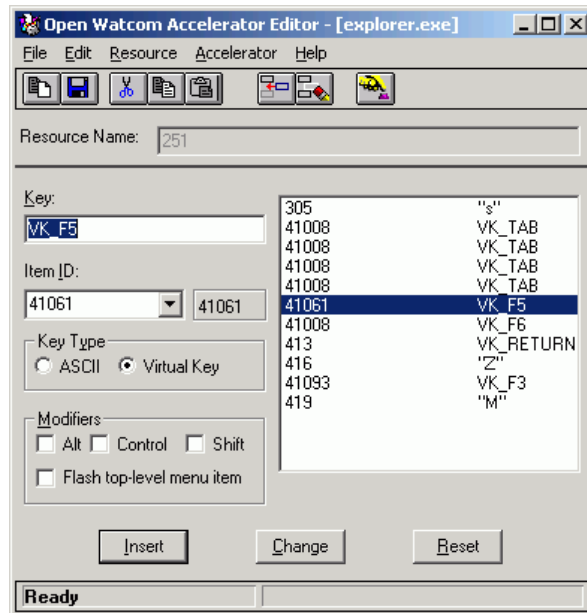 Open Watcom Accelerator Editor - [explorer.exe]
File Edit Resource Accelerator Help
Resource Name: 251
Key:
VK_F5
Item ID:
41061 41061
Key Type
ASCII Virtual Key
Modifiers
Alt Control Shift
Flash top-level menu item
305 "s"
41008 VK_TAB
41008 VK_TAB
41008 VK_TAB
41008 VK_TAB
41061 VK_F5
41008 VK_F6
413 VK_RETURN
416 "Z"
41093 VK_F3
419 "M"
Insert Change Reset
Ready